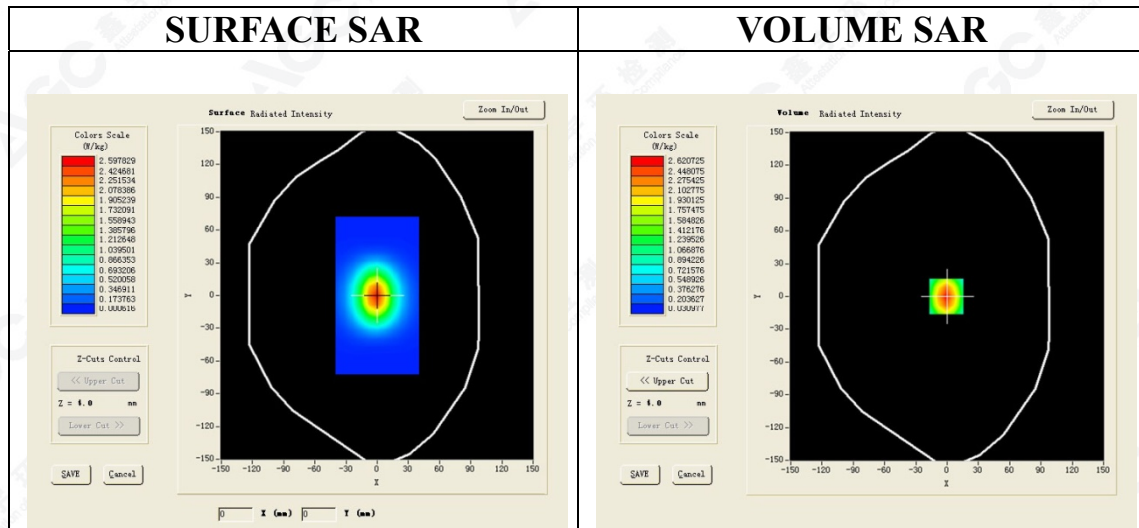 SURFACE SAR
VOLUME SAR
Surface Radiated Intensity
Zoom In/Out
Colors Scale
(W/kg)
2.597829
2.424681
2.251534
2.078386
1.905239
1.732091
1.558943
1.385796
1.212648
1.039501
0.866353
0.693206
0.520058
0.346911
0.173763
0.000616
150
120
90
60
30
0
-30
-60
-90
-120
-150
Y
-150 -120 -90 -60 -30 0 30 60 90 120 150
X
Z-Cuts Control
<< Upper Cut
Z = 4.0 mm
Lower Cut >>
SAVE Cancel
0 X (mm) 0 Y (mm)
Volume Radiated Intensity
Zoom In/Out
Colors Scale
(W/kg)
2.620725
2.448075
2.275425
2.102775
1.930125
1.757475
1.584826
1.412176
1.239526
1.066876
0.894226
0.721576
0.548926
0.376276
0.203627
0.030977
150
120
90
60
30
0
-30
-60
-90
-120
-150
Y
-150 -120 -90 -60 -30 0 30 60 90 120 150
X
Z-Cuts Control
<< Upper Cut
Z = 4.0 mm
Lower Cut >>
SAVE Cancel